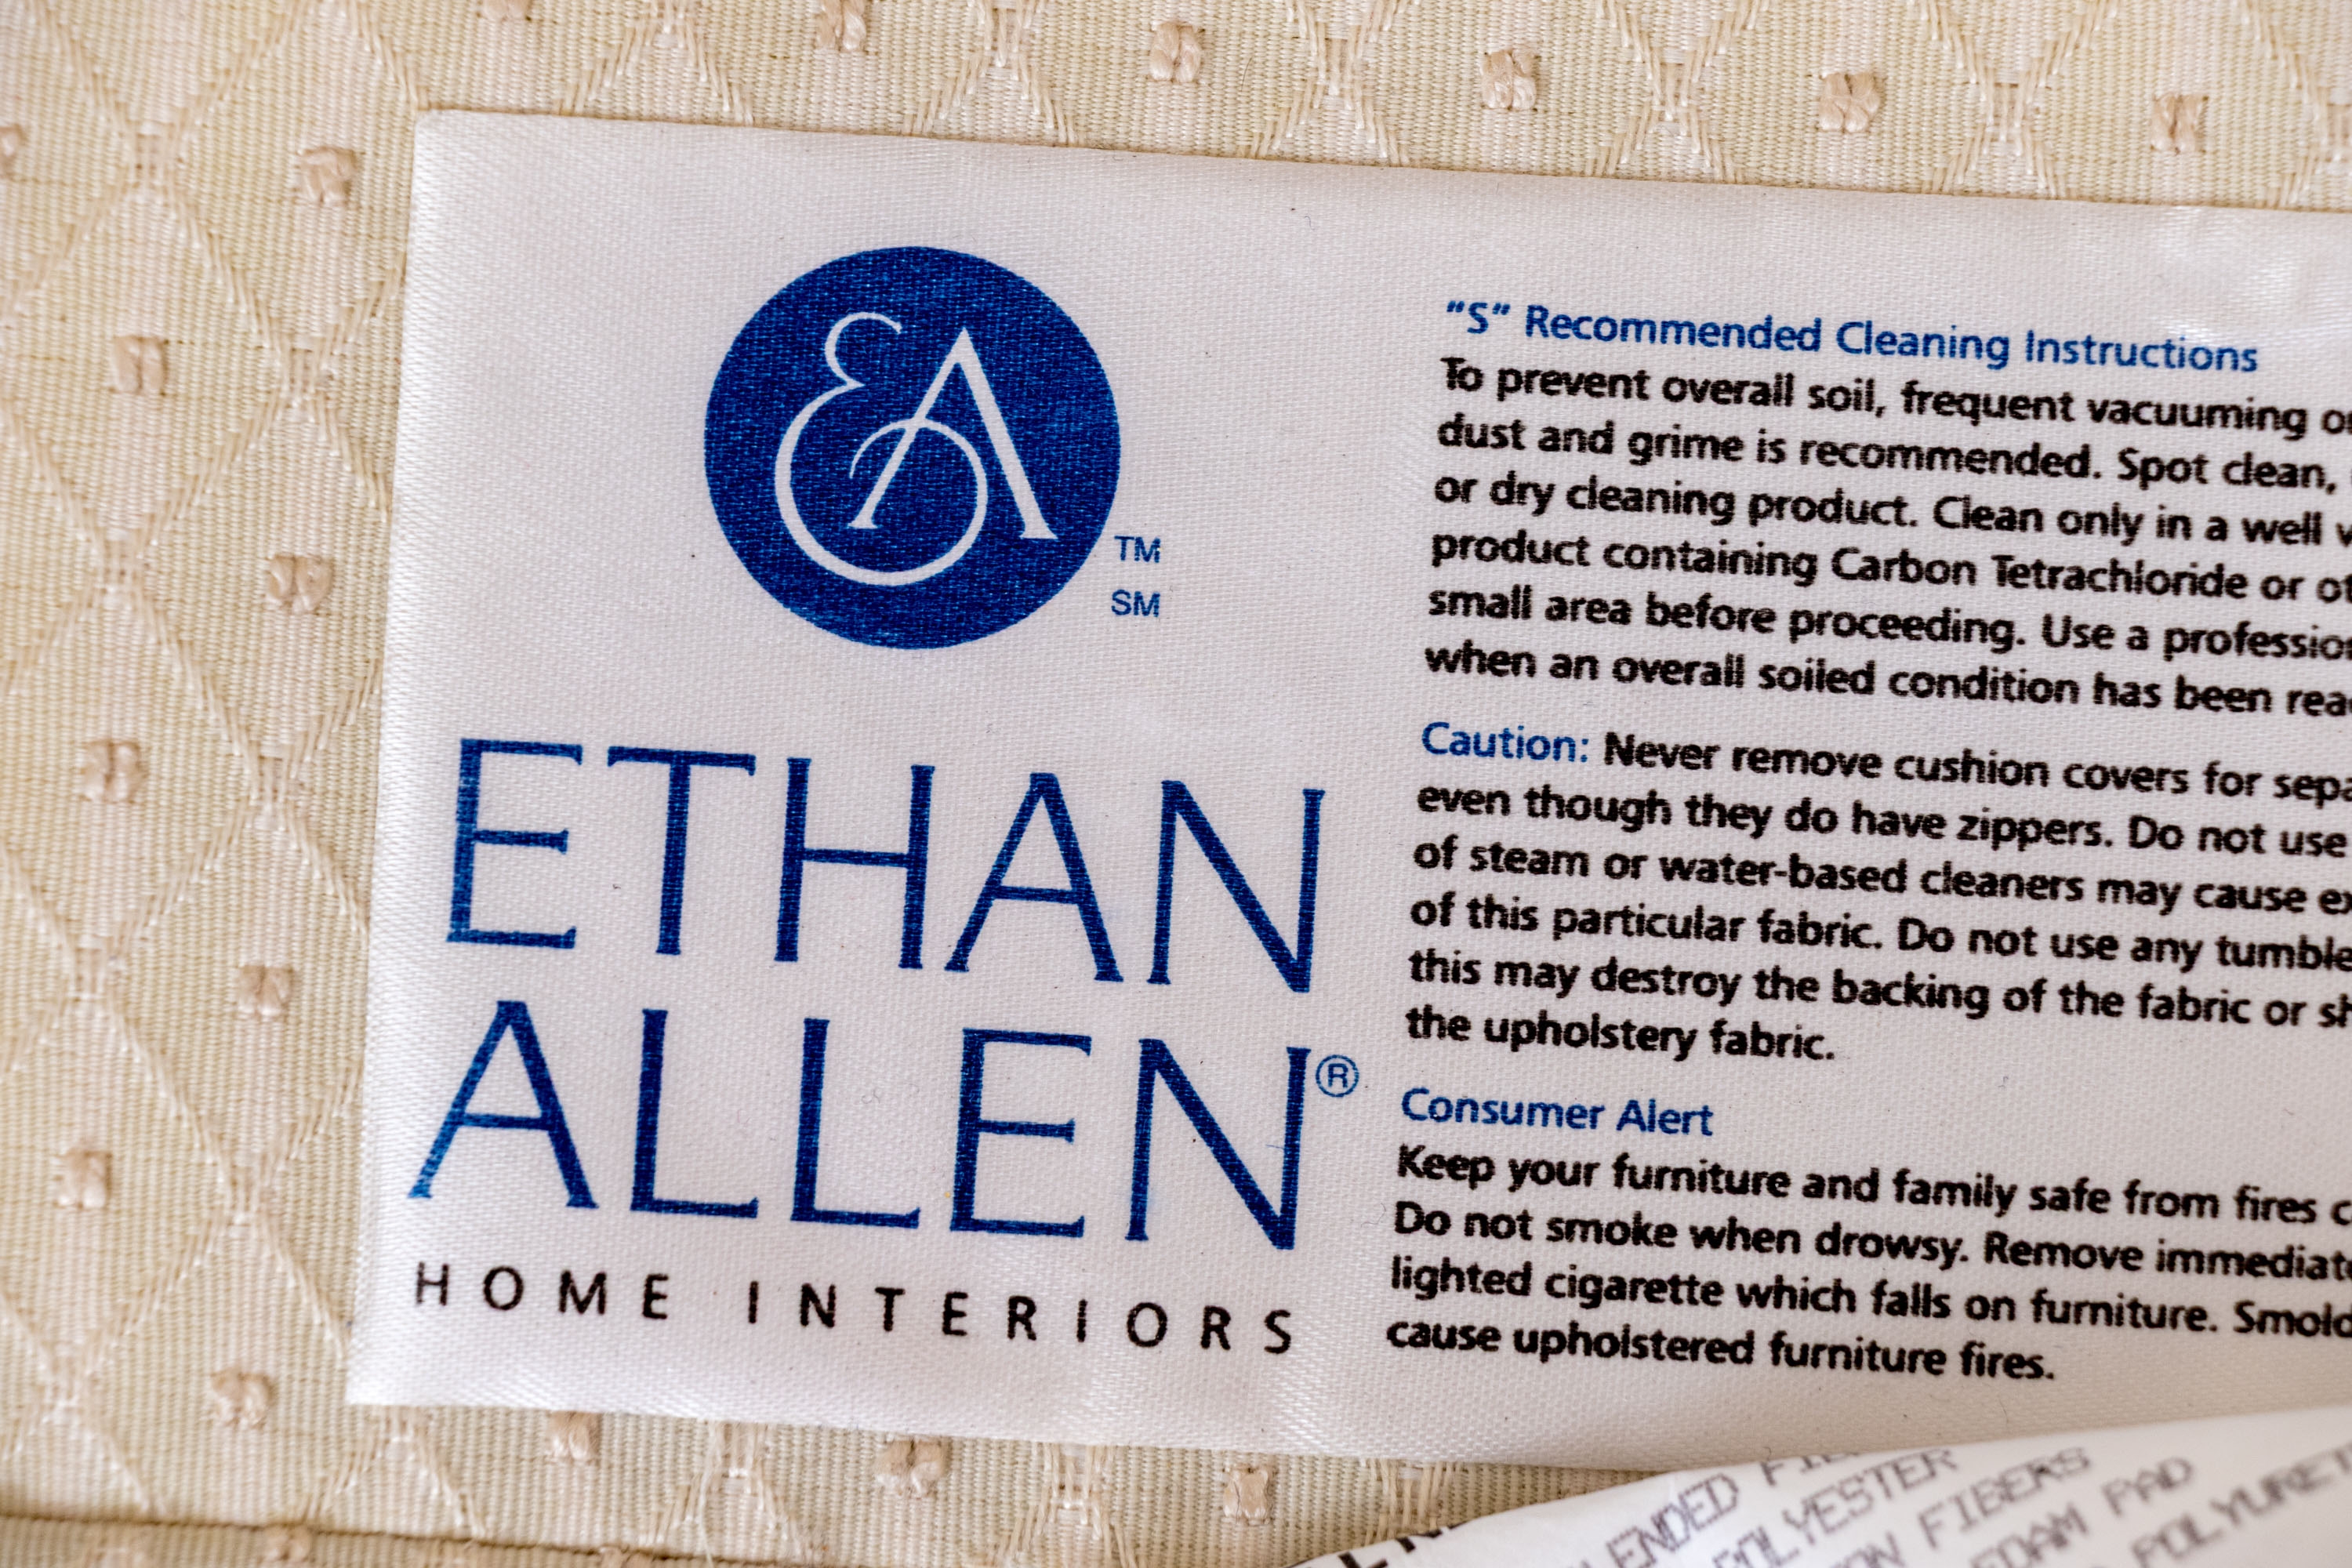 EA
TM
SM
ETHAN
ALLEN®
HOME INTERIORS
“S” Recommended Cleaning Instructions
To prevent overall soil, frequent vacuuming
dust and grime is recommended. Spot clean,
or dry cleaning product. Clean only in a well
product containing Carbon Tetrachloride or
small area before proceeding. Use a
when an overall soiled condition has been
Caution: Never remove cushion covers for
even though they do have zippers. Do not use
of steam or water-based cleaners may cause
of this particular fabric. Do not use any
this may destroy the backing of the fabric or
the upholstery fabric.
Consumer Alert
Keep your furniture and family safe from fires
Do not smoke when drowsy. Remove
lighted cigarette which falls on furniture.
cause upholstered furniture fires.
POLYESTER
FIBERS
PAD